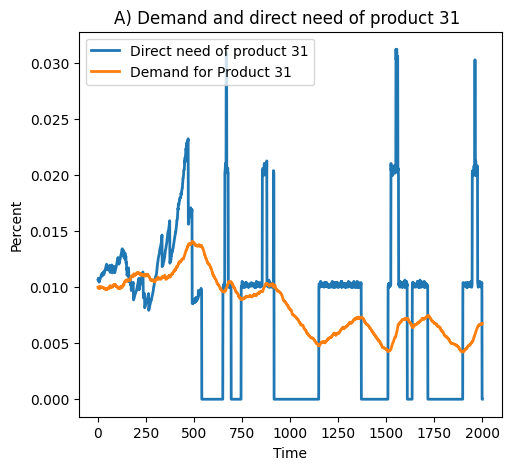 A) Demand and direct need of product 31
Direct need of product 31
Demand for Product 31
Percent
0.030
0.025
0.020
0.015
0.010
0.005
0.000
0 250 500 750 1000 1250 1500 1750 2000
Time